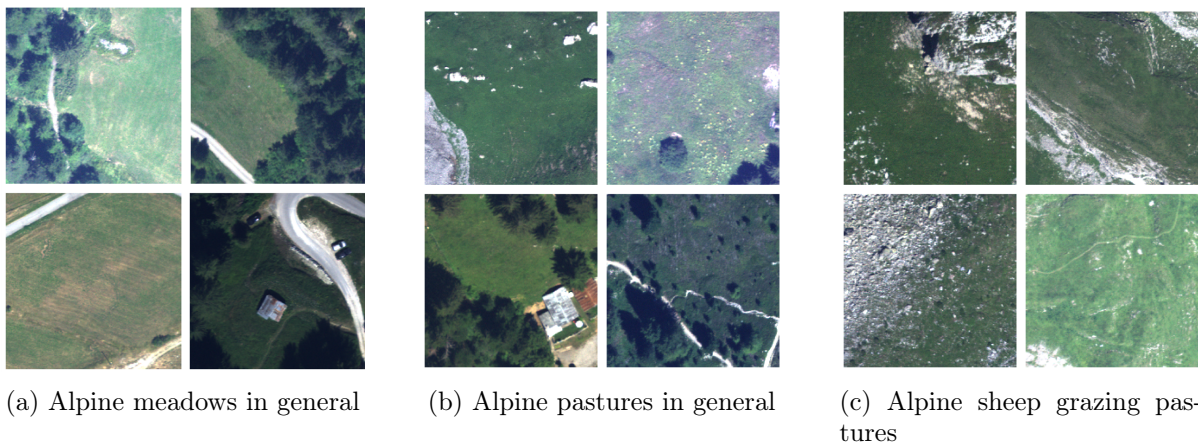 (a) Alpine meadows in general
(b) Alpine pastures in general
(c) Alpine sheep grazing pas-
tures